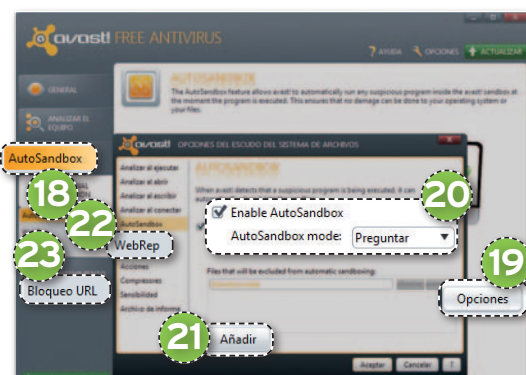 avast! FREE ANTIVIRUS
? AYUDA OPCIONES ACTUALIZAR
GENERAL
ANALIZAR EL EQUIPO
AUTOSANDBOX
The AutoSandbox feature allows avast! to automatically run any suspicious program inside the avast! sandbox at
the moment the program is executed. This ensures that no damage can be done to your operating system or
your files.
AutoSandbox
18
22
WebRep
23
Bloqueo URL
avast! OPCIONES DEL ESCUDO DEL SISTEMA DE ARCHIVOS
Analizar al ejecutar
Analizar al abrir
Analizar al escribir
Analizar al conectar
AutoSandbox
Acciones
Compresores
Sensibilidad
Archivo de informe
AUTOSANDBOX
When avast! detects that a suspicious program is being executed, it can
20
Enable AutoSandbox
AutoSandbox mode: Preguntar
Files that will be excluded from automatic sandboxing:
19
Opciones
21
Añadir
Aceptar Cancelar ?